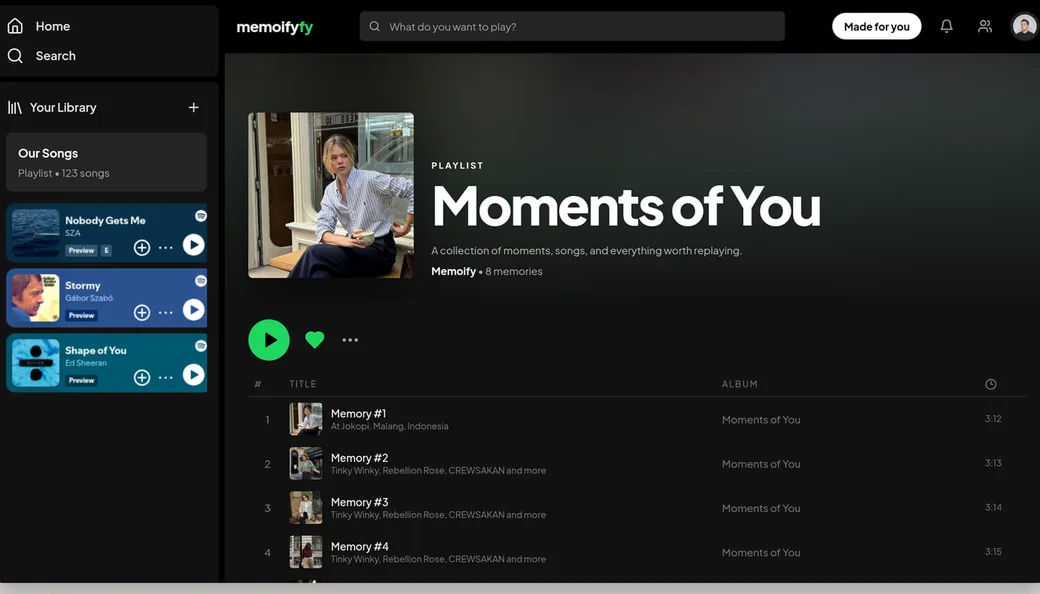 Home
Search
Your Library
Our Songs
Playlist • 123 songs
Nobody Gets Me
SZA
Preview E
Stormy
Gábor Szabó
Preview
Shape of You
Ed Sheeran
Preview
memoifyfy
What do you want to play?
Made for you
PLAYLIST
Moments of You
A collection of moments, songs, and everything worth replaying.
Memoify • 8 memories
# TITLE ALBUM
1 Memory #1 Moments of You 3:12
At Jokopi, Malang, Indonesia
2 Memory #2 Moments of You 3:13
Tinky Winky, Rebellion Rose, CREWSAKAN and more
3 Memory #3 Moments of You 3:14
Tinky Winky, Rebellion Rose, CREWSAKAN and more
4 Memory #4 Moments of You 3:15
Tinky Winky, Rebellion Rose, CREWSAKAN and more